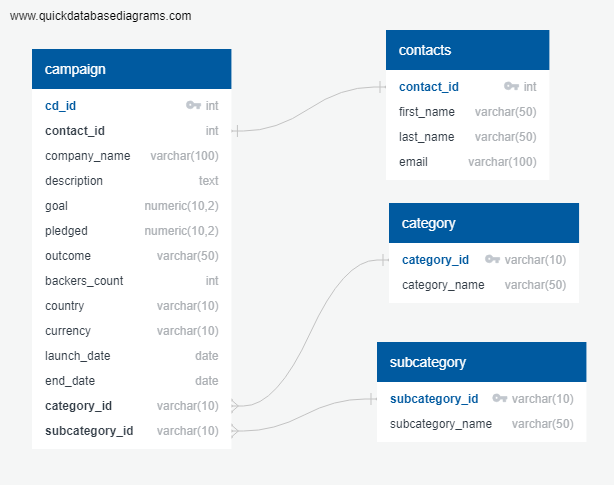 www.quickdatabasediagrams.com
campaign
cd_id int
contact_id int
company_name varchar(100)
description text
goal numeric(10,2)
pledged numeric(10,2)
outcome varchar(50)
backers_count int
country varchar(10)
currency varchar(10)
launch_date date
end_date date
category_id varchar(10)
subcategory_id varchar(10)
contacts
contact_id int
first_name varchar(50)
last_name varchar(50)
email varchar(100)
category
category_id varchar(10)
category_name varchar(50)
subcategory
subcategory_id varchar(10)
subcategory_name varchar(50)